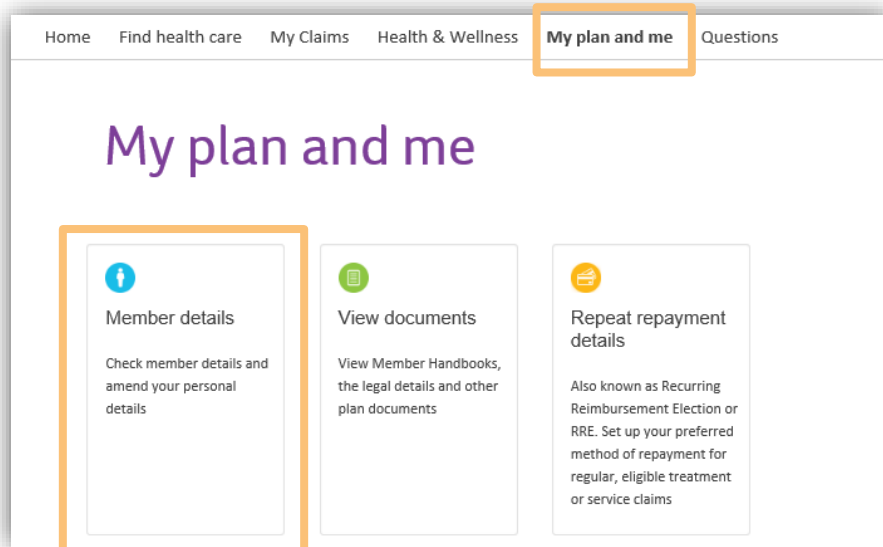 Home Find health care My Claims Health & Wellness My plan and me Questions
My plan and me
Member details
Check member details and
amend your personal
details
View documents
View Member Handbooks,
the legal details and other
plan documents
Repeat repayment
details
Also known as Recurring
Reimbursement Election or
RRE. Set up your preferred
method of repayment for
regular, eligible treatment
or service claims